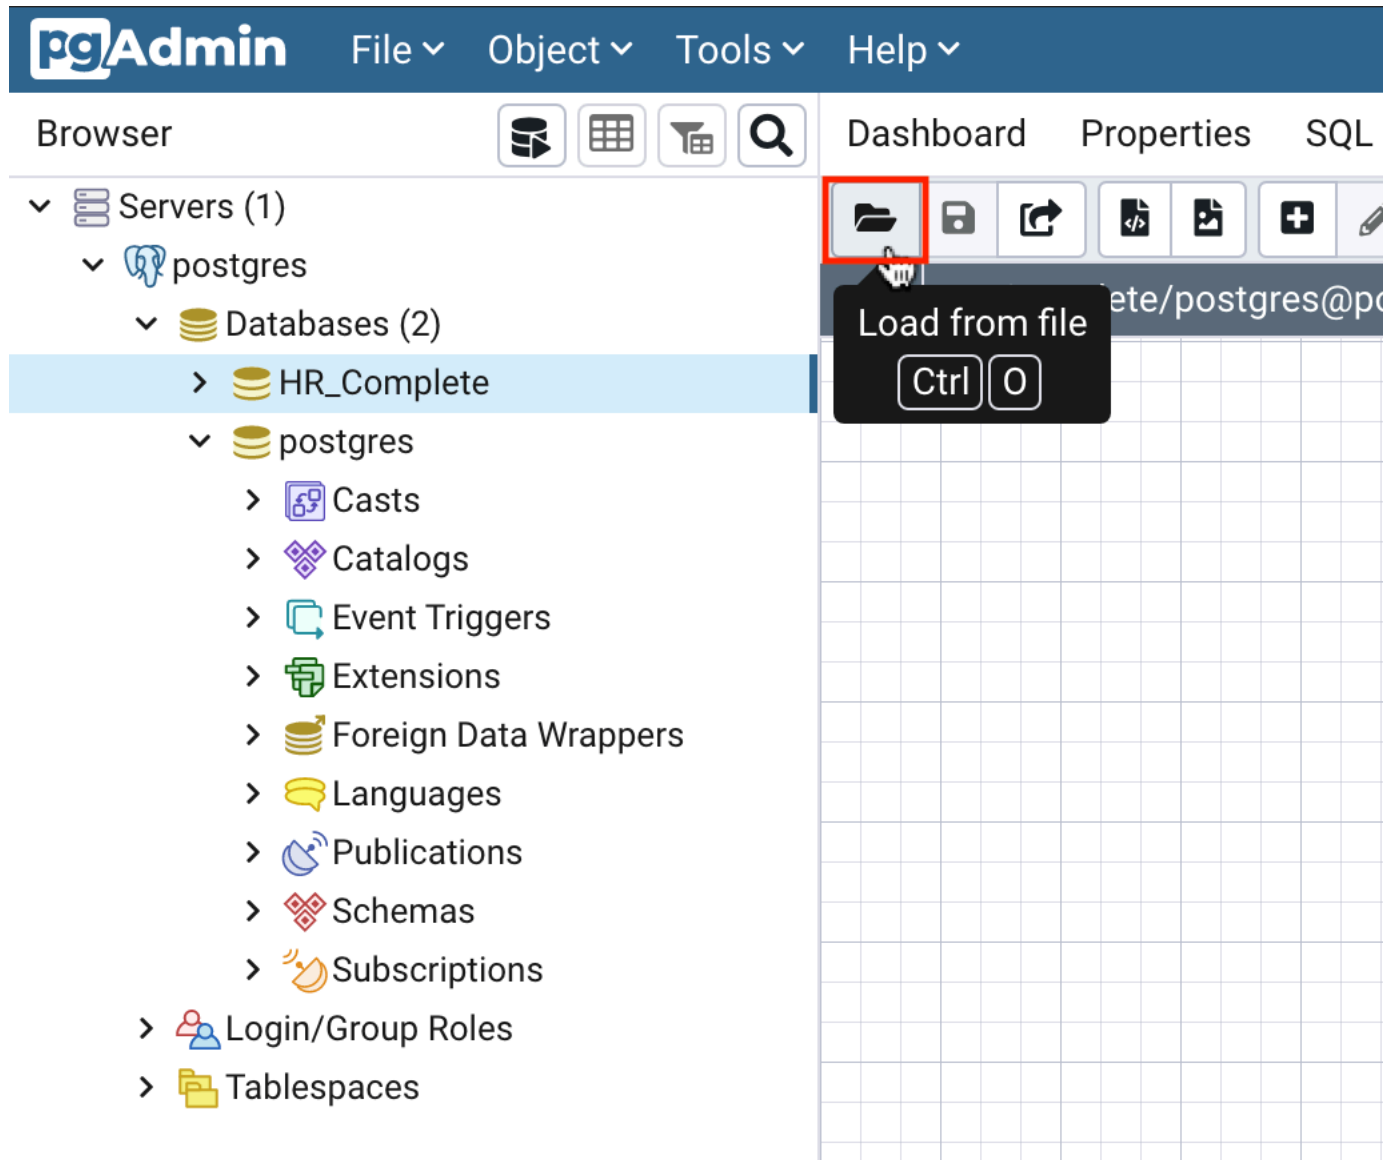 pgAdmin File Object Tools Help
Browser
Dashboard Properties SQL
Servers (1)
postgres
Databases (2)
HR_Complete
postgres
Casts
Catalogs
Event Triggers
Extensions
Foreign Data Wrappers
Languages
Publications
Schemas
Subscriptions
Login/Group Roles
Tablespaces
ete/postgres@po
Load from file
Ctrl O